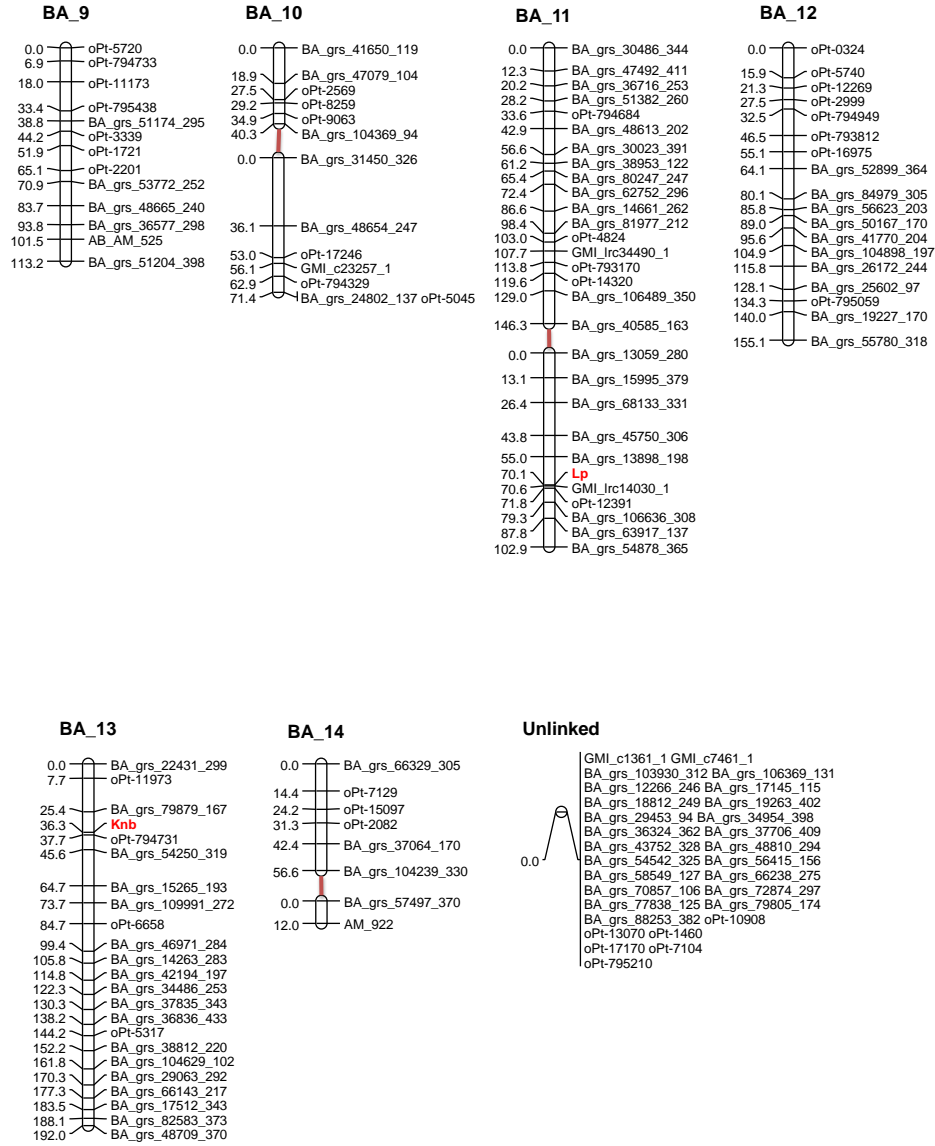 BA_9
0.0 oPt-5720
6.9 oPt-794733
18.0 oPt-11173
33.4 oPt-795438
38.8 BA_grs_51174_295
44.2 oPt-3339
51.9 oPt-1721
65.1 oPt-2201
70.9 BA_grs_53772_252
83.7 BA_grs_48665_240
93.8 BA_grs_36577_298
101.5 AB_AM_525
113.2 BA_grs_51204_398
BA_10
0.0 BA_grs_41650_119
18.9 BA_grs_47079_104
27.5 oPt-2569
29.2 oPt-8259
34.9 oPt-9063
40.3 BA_grs_104369_94
0.0 BA_grs_31450_326
36.1 BA_grs_48654_247
53.0 oPt-17246
56.1 GMI_c23257_1
62.9 oPt-794329
71.4 BA_grs_24802_137 oPt-5045
BA_11
0.0 BA_grs_30486_344
12.3 BA_grs_47492_411
20.2 BA_grs_36716_253
28.2 BA_grs_51382_260
33.6 oPt-794684
42.9 BA_grs_48613_202
56.6 BA_grs_30023_391
61.2 BA_grs_38953_122
65.4 BA_grs_80247_247
72.4 BA_grs_62752_296
86.6 BA_grs_14661_262
98.4 BA_grs_81977_212
103.0 oPt-4824
107.7 GMI_lrc34490_1
113.8 oPt-793170
119.6 oPt-14320
129.0 BA_grs_106489_350
146.3 BA_grs_40585_163
0.0 BA_grs_13059_280
13.1 BA_grs_15995_379
26.4 BA_grs_68133_331
43.8 BA_grs_45750_306
55.0 BA_grs_13898_198
70.1 Lp
70.6 GMI_lrc14030_1
71.8 oPt-12391
79.3 BA_grs_106636_308
87.8 BA_grs_63917_137
102.9 BA_grs_54878_365
BA_12
0.0 oPt-0324
15.9 oPt-5740
21.3 oPt-12269
27.5 oPt-2999
32.5 oPt-794949
46.5 oPt-793812
55.1 oPt-16975
64.1 BA_grs_52899_364
80.1 BA_grs_84979_305
85.8 BA_grs_56623_203
89.0 BA_grs_50167_170
95.6 BA_grs_41770_204
104.9 BA_grs_104898_197
115.8 BA_grs_26172_244
128.1 BA_grs_25602_97
134.3 oPt-795059
140.0 BA_grs_19227_170
155.1 BA_grs_55780_318
BA_13
0.0 BA_grs_22431_299
7.7 oPt-11973
25.4 BA_grs_79879_167
36.3 Knb
37.7 oPt-794731
45.6 BA_grs_54250_319
64.7 BA_grs_15265_193
73.7 BA_grs_109991_272
84.7 oPt-6658
99.4 BA_grs_46971_284
105.8 BA_grs_14263_283
114.8 BA_grs_42194_197
122.3 BA_grs_34486_253
130.3 BA_grs_37835_343
138.2 BA_grs_36836_433
144.2 oPt-5317
152.2 BA_grs_38812_220
161.8 BA_grs_104629_102
170.3 BA_grs_29063_292
177.3 BA_grs_66143_217
183.5 BA_grs_17512_343
188.1 BA_grs_82583_373
192.0 BA_grs_48709_370
BA_14
0.0 BA_grs_66329_305
14.4 oPt-7129
24.2 oPt-15097
31.3 oPt-2082
42.4 BA_grs_37064_170
56.6 BA_grs_104239_330
0.0 BA_grs_57497_370
12.0 AM_922
Unlinked
GMI_c1361_1 GMI_c7461_1
BA_grs_103930_312 BA_grs_106369_131
BA_grs_12266_246 BA_grs_17145_115
BA_grs_18812_249 BA_grs_19263_402
BA_grs_29453_94 BA_grs_34954_398
BA_grs_36324_362 BA_grs_37706_409
BA_grs_43752_328 BA_grs_48810_294
0.0 BA_grs_54542_325 BA_grs_56415_156
BA_grs_58549_127 BA_grs_66238_275
BA_grs_70857_106 BA_grs_72874_297
BA_grs_77838_125 BA_grs_79805_174
BA_grs_88253_382 oPt-10908
oPt-13070 oPt-1460
oPt-17170 oPt-7104
oPt-795210